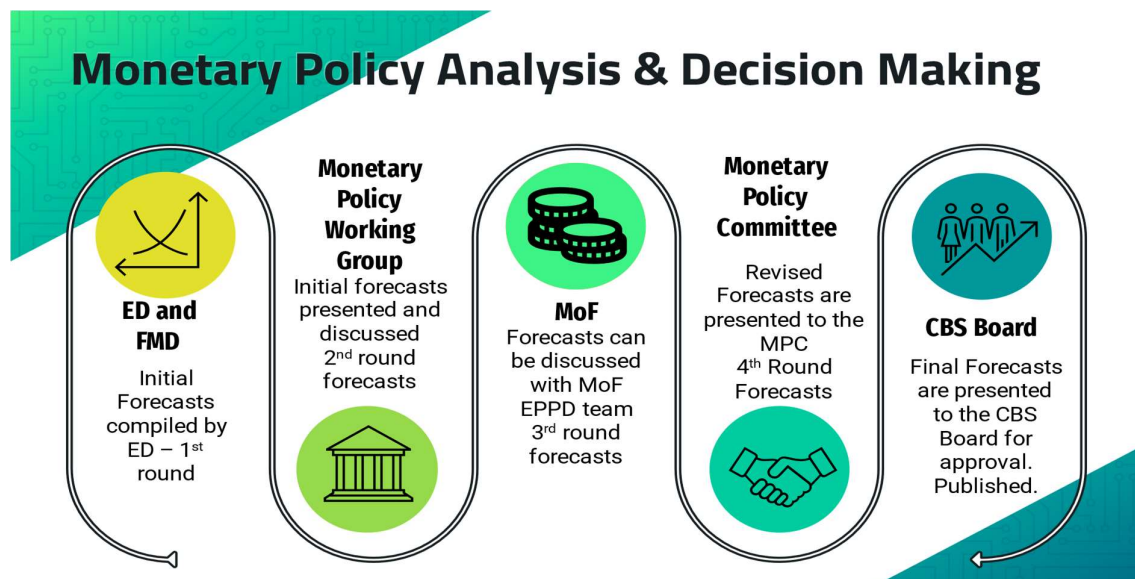 Monetary Policy Analysis & Decision Making
ED and
FMD
Initial
Forecasts
compiled by
ED – 1st
round
Monetary
Policy
Working
Group
Initial forecasts
presented and
discussed
2nd round
forecasts
MoF
Forecasts can
be discussed
with MoF
EPPD team
3rd round
forecasts
Monetary
Policy
Committee
Revised
Forecasts are
presented to the
MPC
4th Round
Forecasts
CBS Board
Final Forecasts
are presented
to the CBS
Board for
approval.
Published.